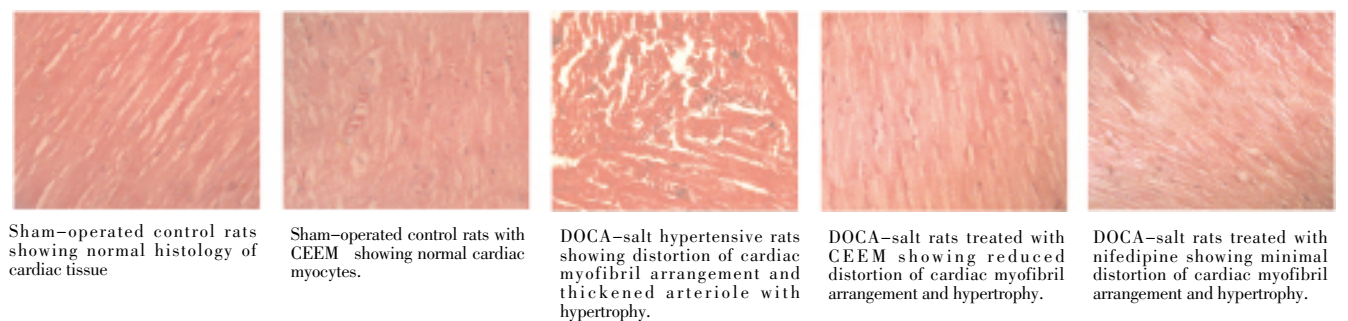 Sham-operated control rats
showing normal histology of
cardiac tissue
Sham-operated control rats with
CEEM showing normal cardiac
myocytes.
DOCA-salt hypertensive rats
showing distortion of cardiac
myofibril arrangement and
thickened arteriole with
hypertrophy.
DOCA-salt rats treated with
CEEM showing reduced
distortion of cardiac myofibril
arrangement and hypertrophy.
DOCA-salt rats treated with
nifedipine showing minimal
distortion of cardiac myofibril
arrangement and hypertrophy.